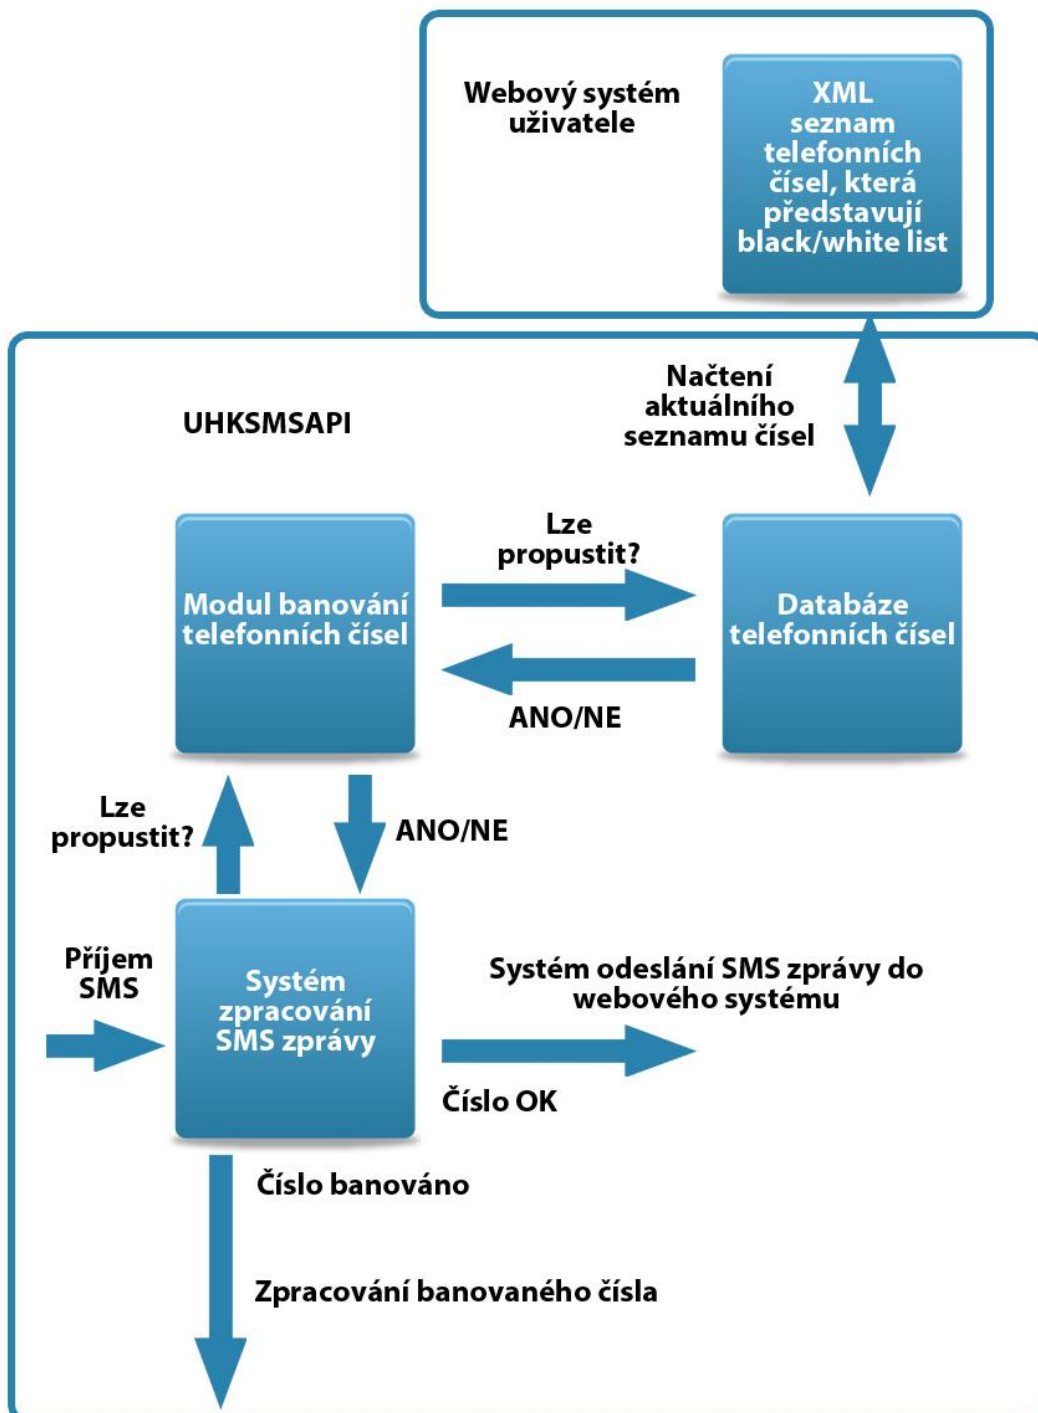 Webový systém
uživatele
XML
seznam
telefonních
čísel, která
představují
black/white list
Načtení
aktuálního
seznamu čísel
UHKSMSAPI
Lze
propustit?
Modul banování
telefonních čísel
Databáze
telefonních čísel
ANO/NE
Lze
propustit?
ANO/NE
Příjem
SMS
Systém
zpracování
SMS zprávy
Systém odeslání SMS zprávy do
webového systému
Číslo OK
Číslo banováno
Zpracování banovaného čísla